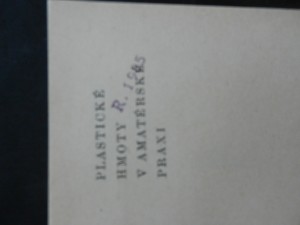 PLASTICKÉ
HMOTY
V AMATÉRSKÉ
PRAXI